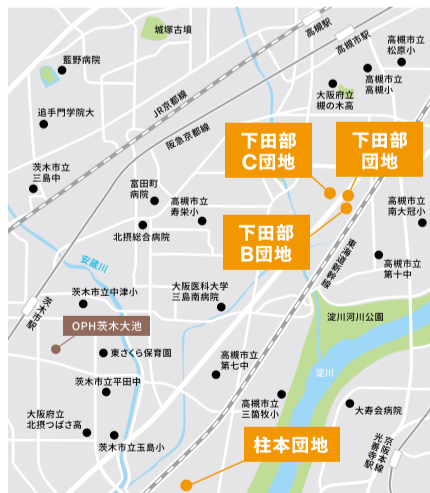 城塚古墳
高槻駅
高槻市駅
高槻市立
松原小
藍野病院
高槻市立
高槻小
大阪府立
槻の木高
JR京都線
追手門学院大
阪急京都線
下田部
C団地
下田部
団地
茨木市立
三島中
富田町
病院
高槻市立
寿栄小
高槻市立
南大冠小
下田部
B団地
北摂総合病院
東海道新幹線
安蔵川
高槻市立
第十中
茨木市立中津小
大阪医科大学
三島南病院
茨木市駅
OPH茨木大池
淀川河川公園
東さくら保育園
高槻市立
第七中
淀川
茨木市立平田中
高槻市立
三箇牧小
大阪府立
北摂つばさ高
大寿会病院
茨木市立玉島小
柱本団地
京阪本線
光善寺駅